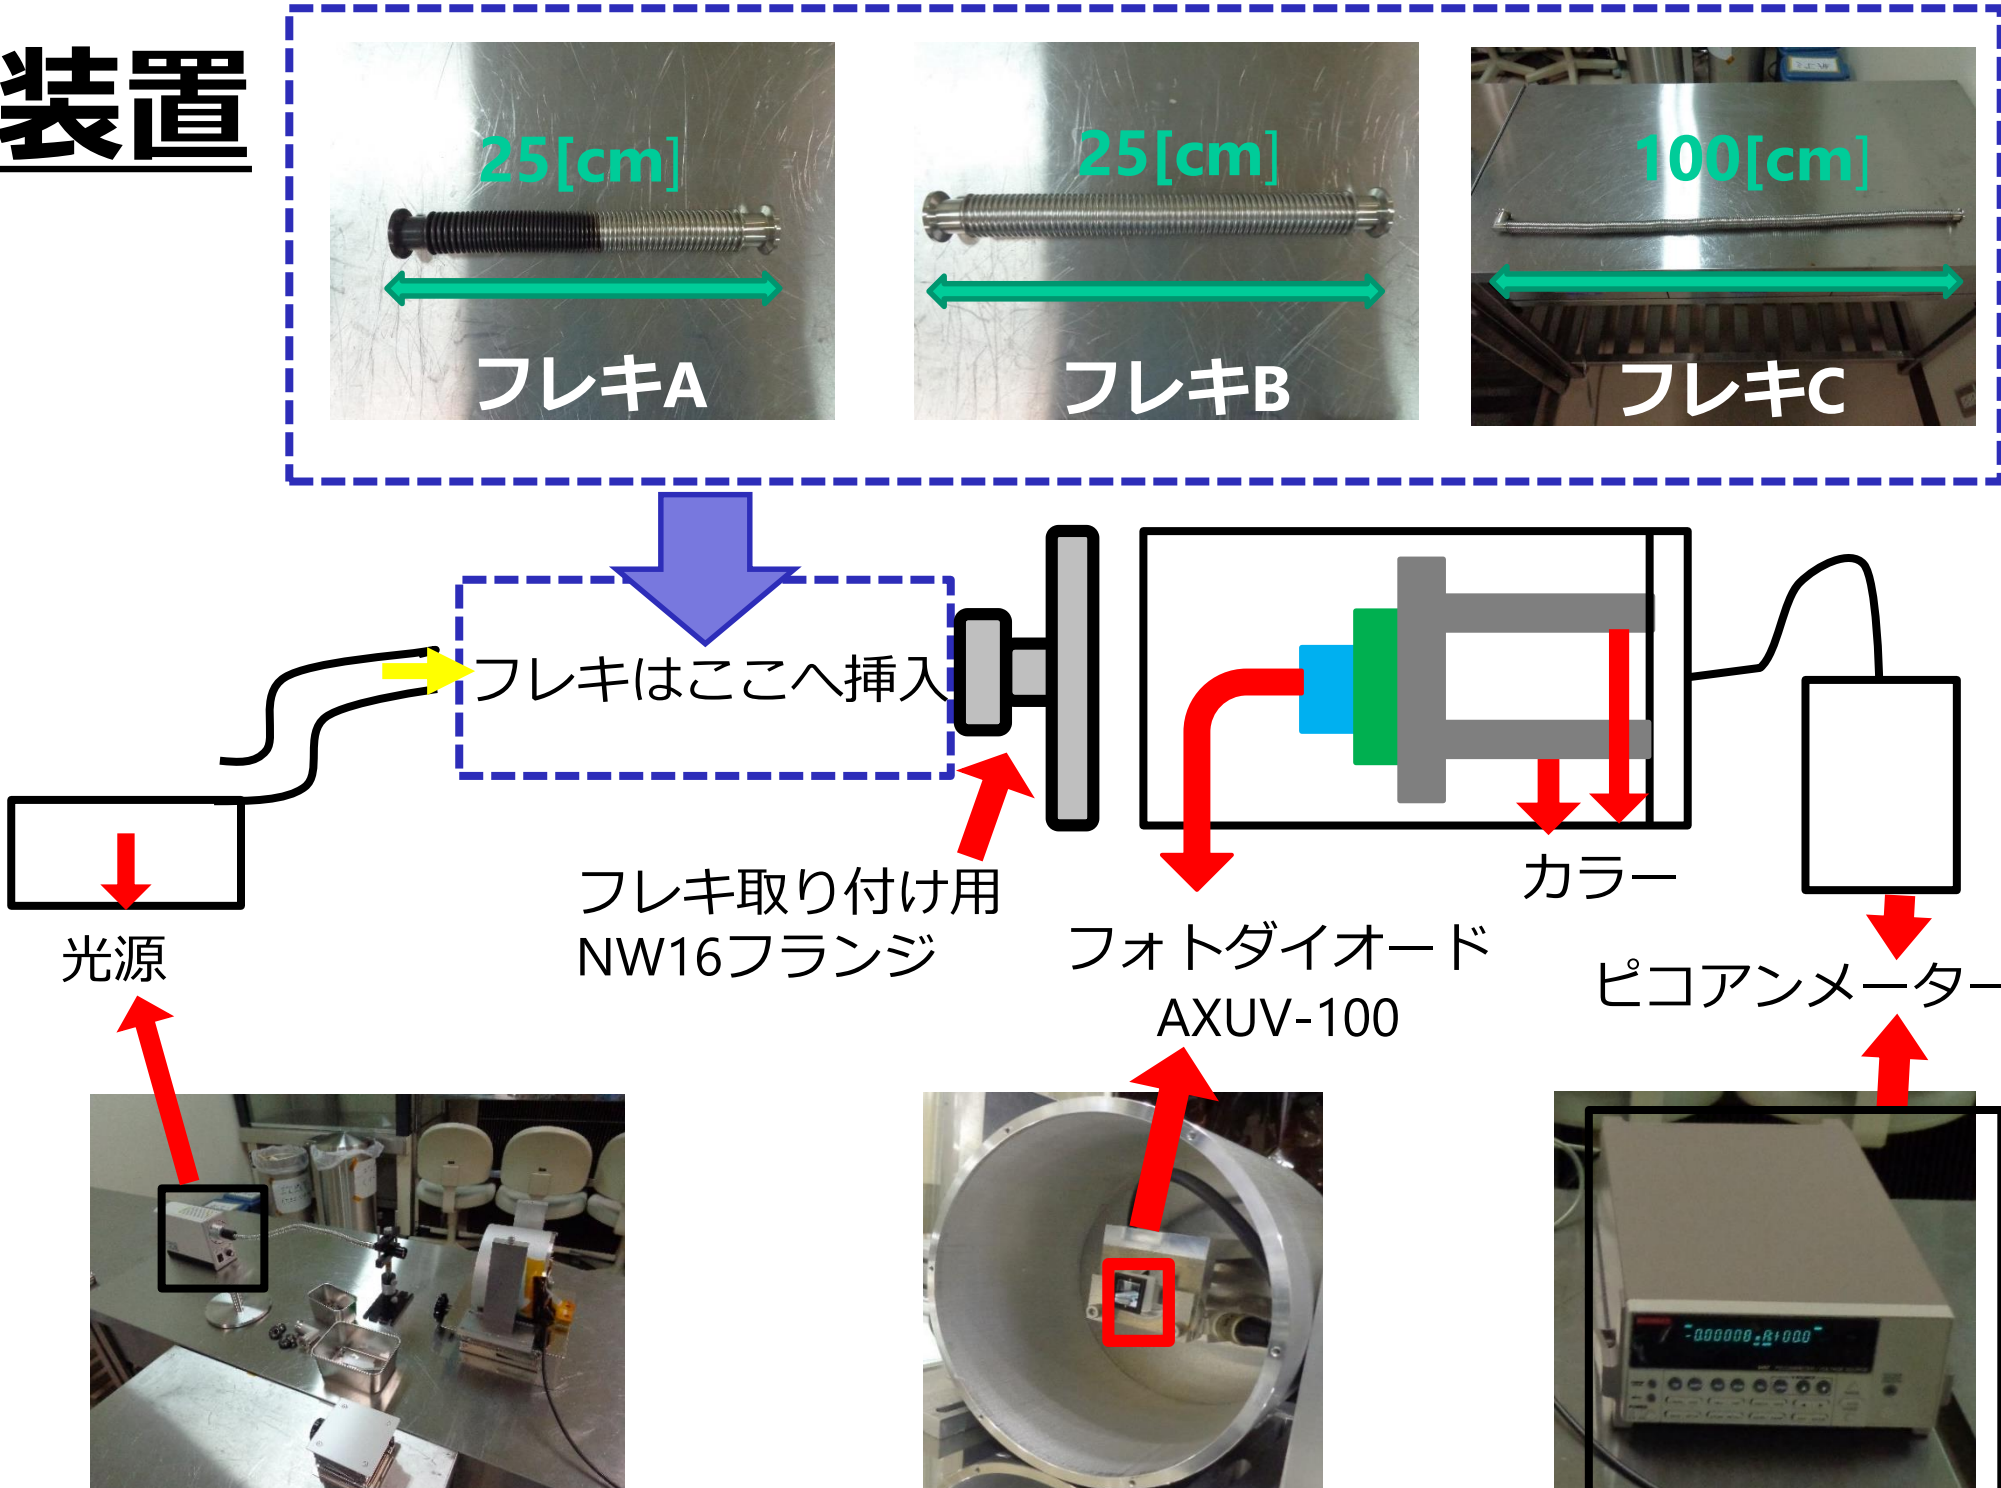 装置
25[cm]
25[cm]
100[cm]
フレキA
フレキB
フレキC
フレキはここへ挿入
フレキ取り付け用
NW16フランジ
カラー
光源
フォトダイオード
AXUV-100
ピコアンメーター